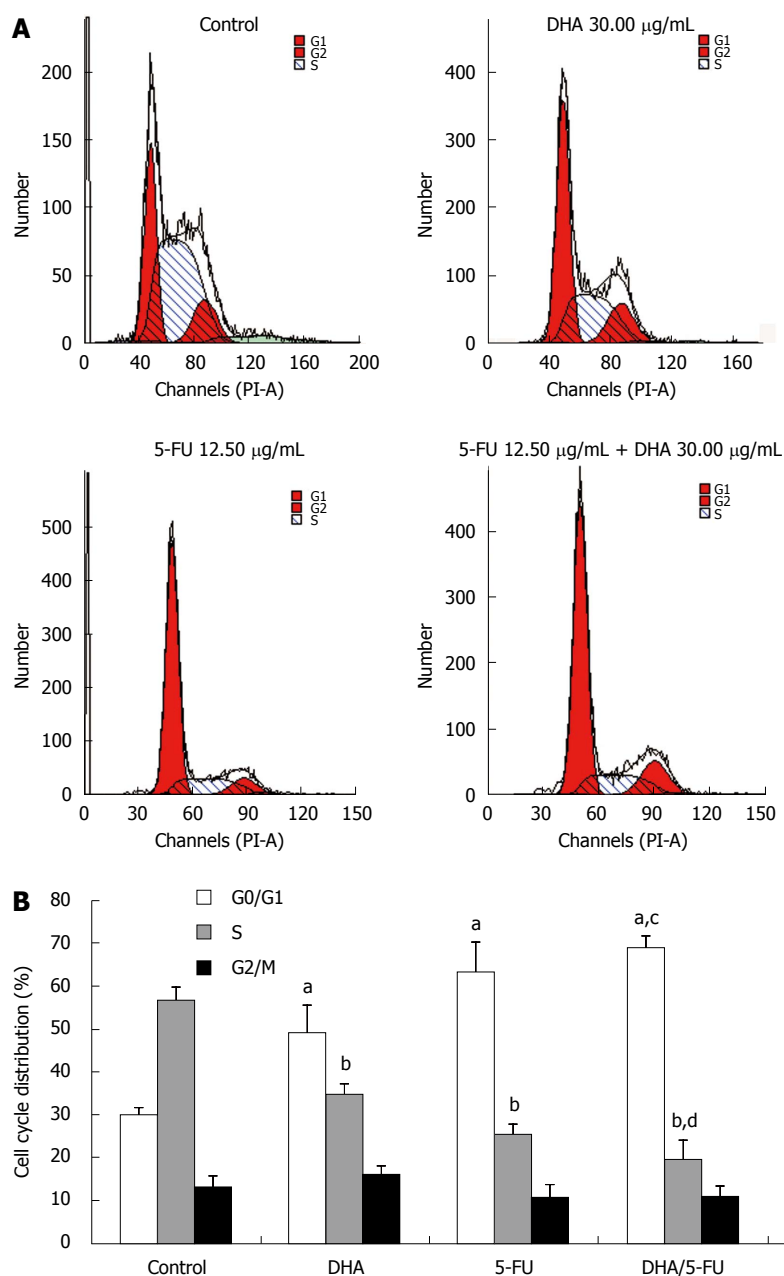 A
Control
G1
G2
S
200
150
100
50
0
Number
0 40 80 120 160 200
Channels (PI-A)
DHA 30.00 μg/mL
G1
G2
S
400
300
200
100
0
Number
0 40 80 120 160
Channels (PI-A)
5-FU 12.50 μg/mL
G1
G2
S
500
400
300
200
100
0
Number
0 30 60 90 120 150
Channels (PI-A)
5-FU 12.50 μg/mL + DHA 30.00 μg/mL
G1
G2
S
400
300
200
100
0
Number
0 30 60 90 120 150
Channels (PI-A)
B
80
70
60
50
40
30
20
10
0
Cell cycle distribution (%)
G0/G1
S
G2/M
a
b
a
b
a,c
b,d
Control DHA 5-FU DHA/5-FU